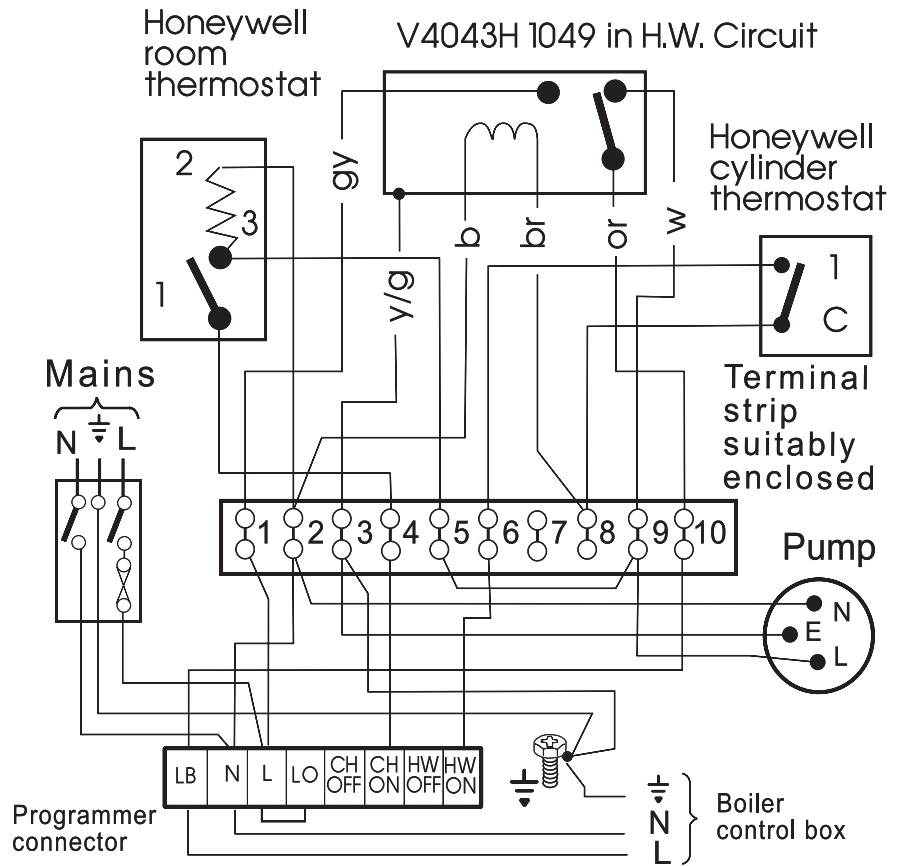 Honeywell
room
thermostat
V4043H 1049 in H.W. Circuit
Honeywell
cylinder
thermostat
2
3
1
gy
y/g
b
br
or
w
1
C
Mains
N L
Terminal
strip
suitably
enclosed
1 2 3 4 5 6 7 8 9 10
Pump
N
E
L
LB N L LO CH OFF CH ON HW OFF HW ON
Programmer
connector
N
L
Boiler
control box